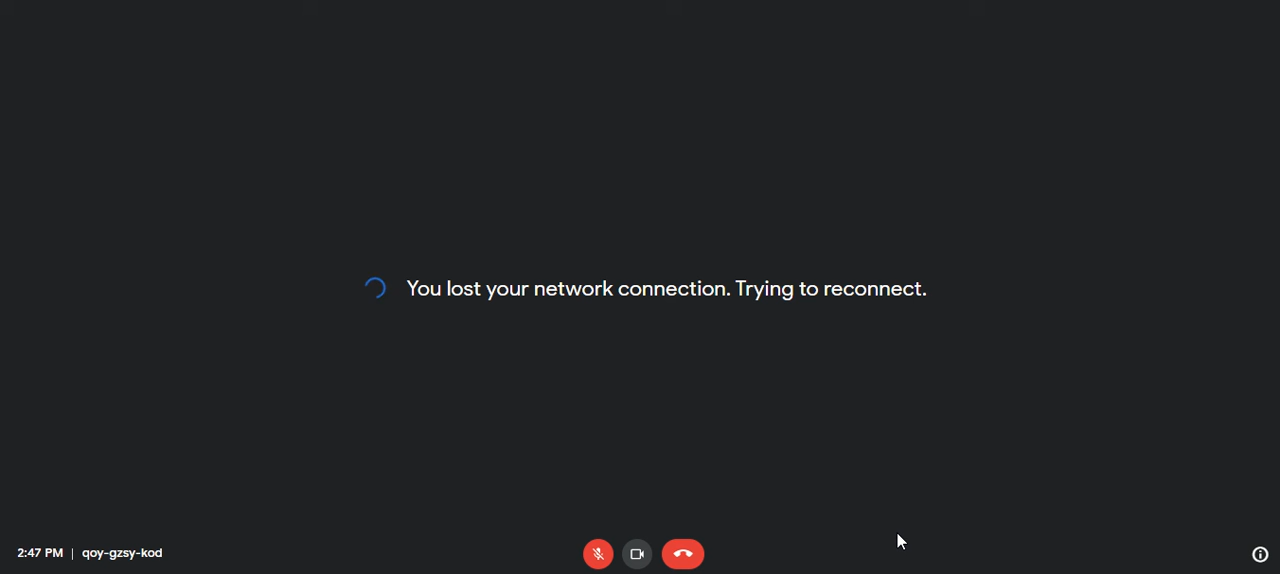 You lost your network connection. Trying to reconnect.
2:47 PM | qoy-gzsy-kod